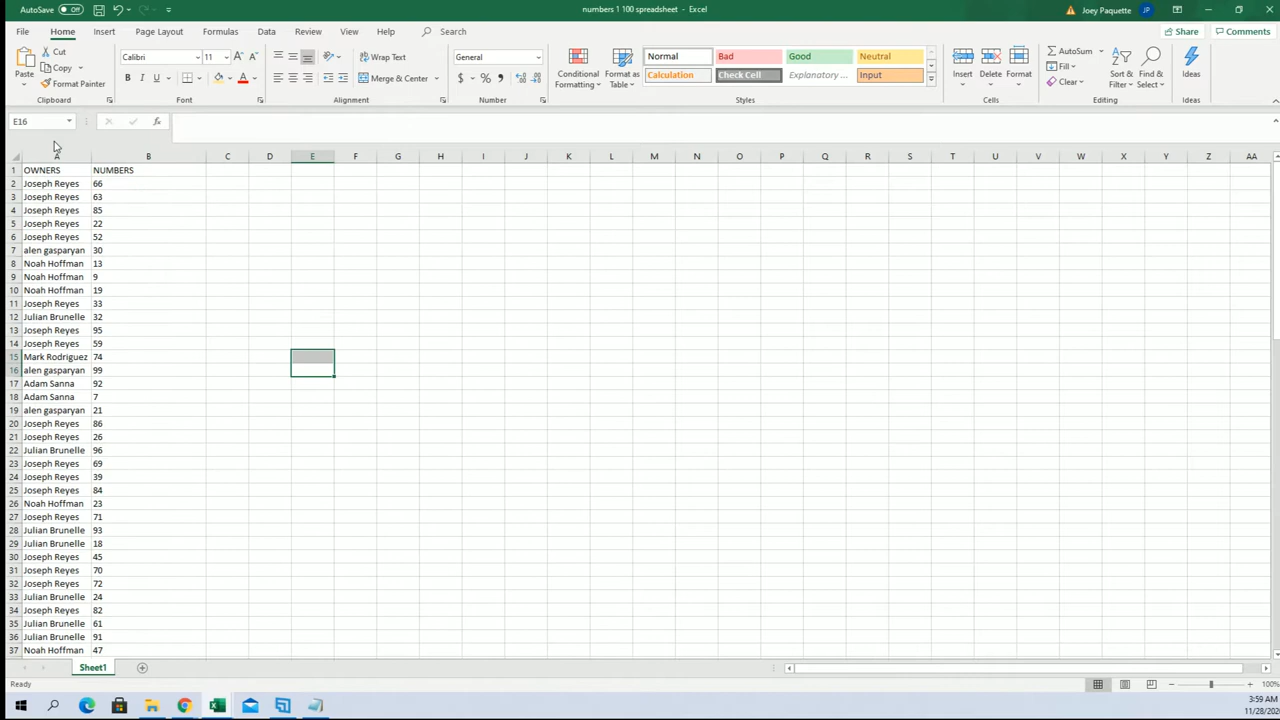 AutoSave Off numbers 1 100 spreadsheet - Excel Joey Paquette JP
File Home Insert Page Layout Formulas Data Review View Help Search Share Comments
Paste Cut Copy Format Painter Clipboard
Calibri 11 A A B I U A Font
Wrap Text Merge & Center Alignment
General $ % Number
Conditional Formatting Format as Table
Normal Bad Good Neutral
Calculation Check Cell Explanatory ... Input
Styles
Insert Delete Format Cells
AutoSum Fill Clear Sort & Filter Find & Select Editing
Ideas Ideas
E16 fx
A B C D E F G H I J K L M N O P Q R S T U V W X Y Z AA
1 OWNERS NUMBERS
2 Joseph Reyes 66
3 Joseph Reyes 63
4 Joseph Reyes 85
5 Joseph Reyes 22
6 Joseph Reyes 52
7 alen gasparyan 30
8 Noah Hoffman 13
9 Noah Hoffman 9
10 Noah Hoffman 19
11 Joseph Reyes 33
12 Julian Brunelle 32
13 Joseph Reyes 95
14 Joseph Reyes 59
15 Mark Rodriguez 74
16 alen gasparyan 99
17 Adam Sanna 92
18 Adam Sanna 7
19 alen gasparyan 21
20 Joseph Reyes 86
21 Joseph Reyes 26
22 Julian Brunelle 96
23 Joseph Reyes 69
24 Joseph Reyes 39
25 Joseph Reyes 84
26 Noah Hoffman 23
27 Joseph Reyes 71
28 Julian Brunelle 93
29 Julian Brunelle 18
30 Joseph Reyes 45
31 Joseph Reyes 70
32 Joseph Reyes 72
33 Julian Brunelle 24
34 Joseph Reyes 82
35 Julian Brunelle 61
36 Julian Brunelle 91
37 Noah Hoffman 47
Sheet1
Ready 100%
3:59 AM